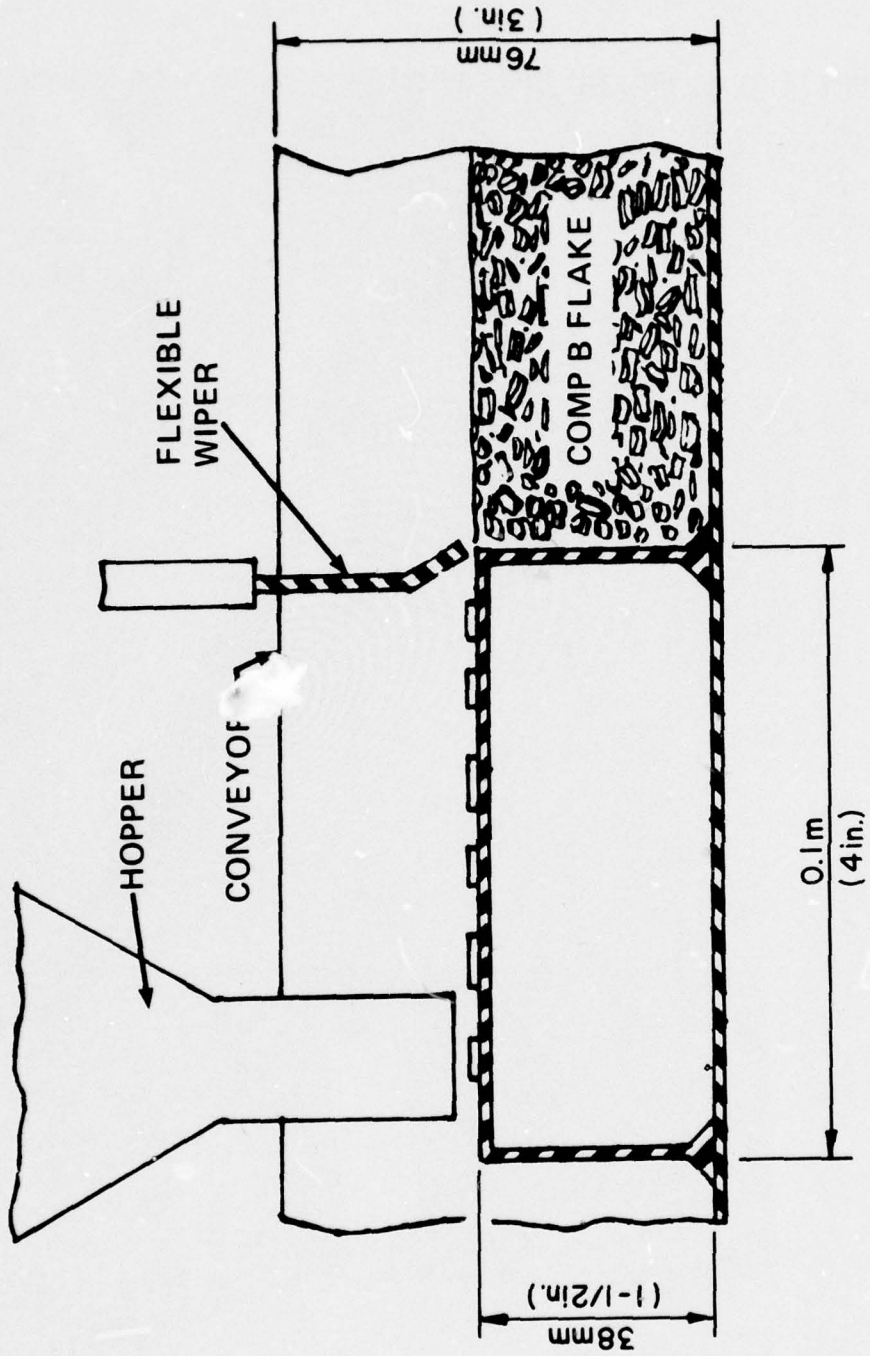 HOPPER
FLEXIBLE
WIPER
CONVEYOR
COMP B FLAKE
76mm
(3in.)
38mm
(1-1/2in.)
0.1m
(4in.)